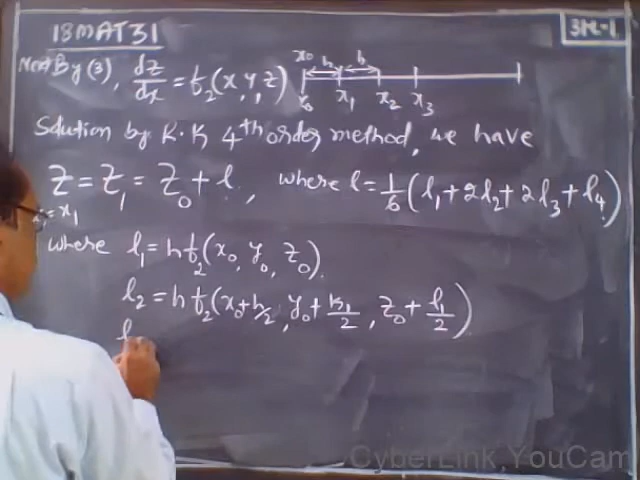 18MAT31
3M-1
Next By (3), dz/dx = f₂(x, y, z)
x₀ h h
y₀ x₁ x₂ x₃
Solution by R.K 4th order method, we have
Z = Z₁ = Z₀ + l, where l = 1/6 (l₁ + 2l₂ + 2l₃ + l₄)
x = x₁
where l₁ = h f₂(x₀, y₀, z₀).
l₂ = h f₂(x₀ + h/2, y₀ + k₁/2, z₀ + l₁/2)
l
CyberLink YouCam